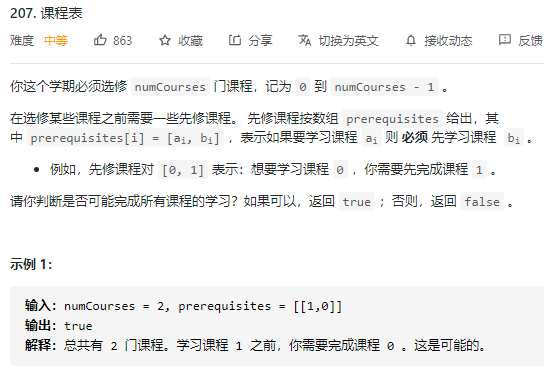 207. 课程表
难度 中等 863 收藏 分享 切换为英文 接收动态 反馈
你这个学期必须选修 numCourses 门课程，记为 0 到 numCourses - 1 。
在选修某些课程之前需要一些先修课程。 先修课程按数组 prerequisites 给出，其
中 prerequisites[i] = [ai, bi] ，表示如果要学习课程 ai 则 必须 先学习课程 bi 。
• 例如，先修课程对 [0, 1] 表示：想要学习课程 0 ，你需要先完成课程 1 。
请你判断是否可能完成所有课程的学习？如果可以，返回 true ；否则，返回 false 。
示例 1：
输入：numCourses = 2, prerequisites = [[1,0]]
输出：true
解释：总共有 2 门课程。学习课程 1 之前，你需要完成课程 0 。这是可能的。